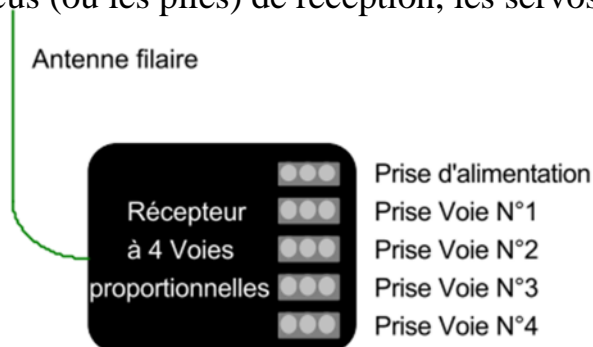 (ou les piles) de réception, les servos
Antenne filaire
Prise d'alimentation
Récepteur
Prise Voie N°1
à 4 Voies
Prise Voie N°2
proportionnelles
Prise Voie N°3
Prise Voie N°4